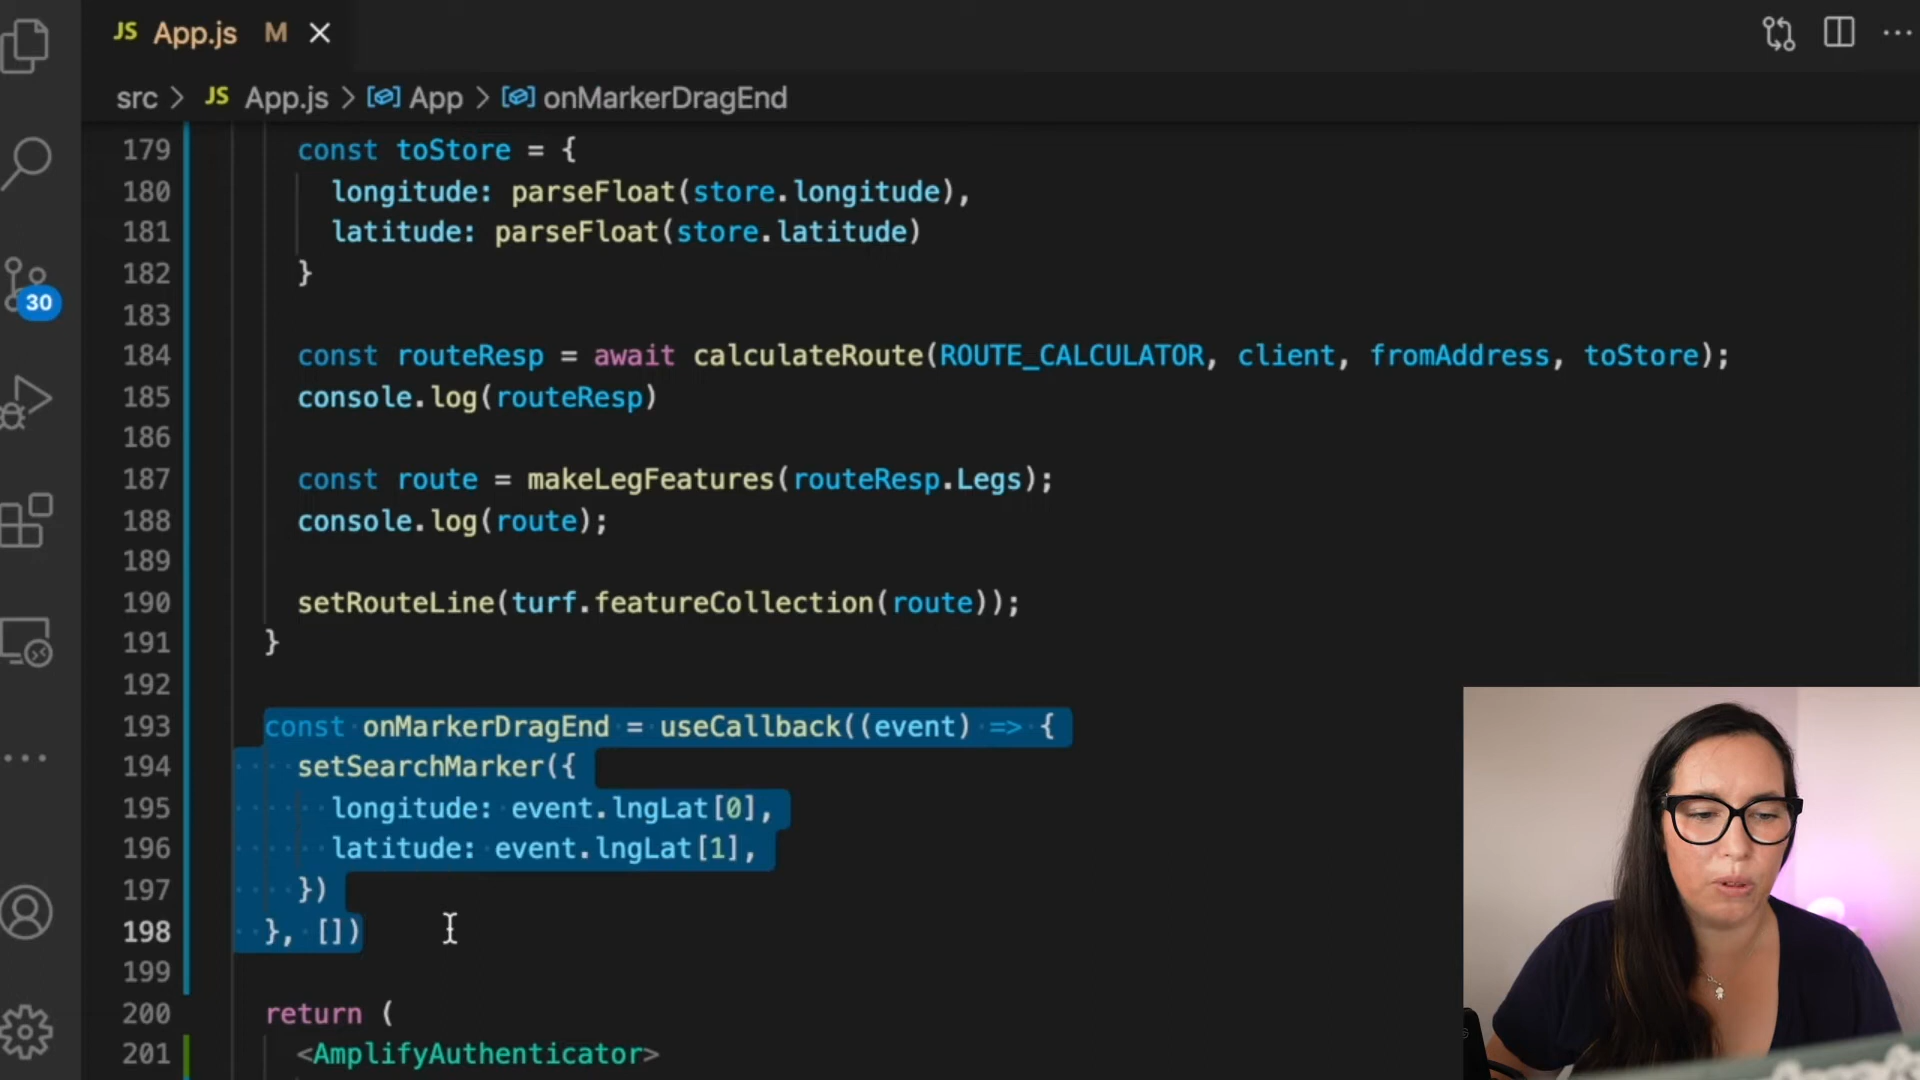 JS App.js M
src > JS App.js > App > onMarkerDragEnd
179 const toStore = {
180 longitude: parseFloat(store.longitude),
181 latitude: parseFloat(store.latitude)
182 }
183
184 const routeResp = await calculateRoute(ROUTE_CALCULATOR, client, fromAddress, toStore);
185 console.log(routeResp)
186
187 const route = makeLegFeatures(routeResp.Legs);
188 console.log(route);
189
190 setRouteLine(turf.featureCollection(route));
191 }
192
193 const onMarkerDragEnd = useCallback((event) => {
194 setSearchMarker({
195 longitude: event.lngLat[0],
196 latitude: event.lngLat[1],
197 })
198 }, [])
199
200 return (
201 <AmplifyAuthenticator>
30